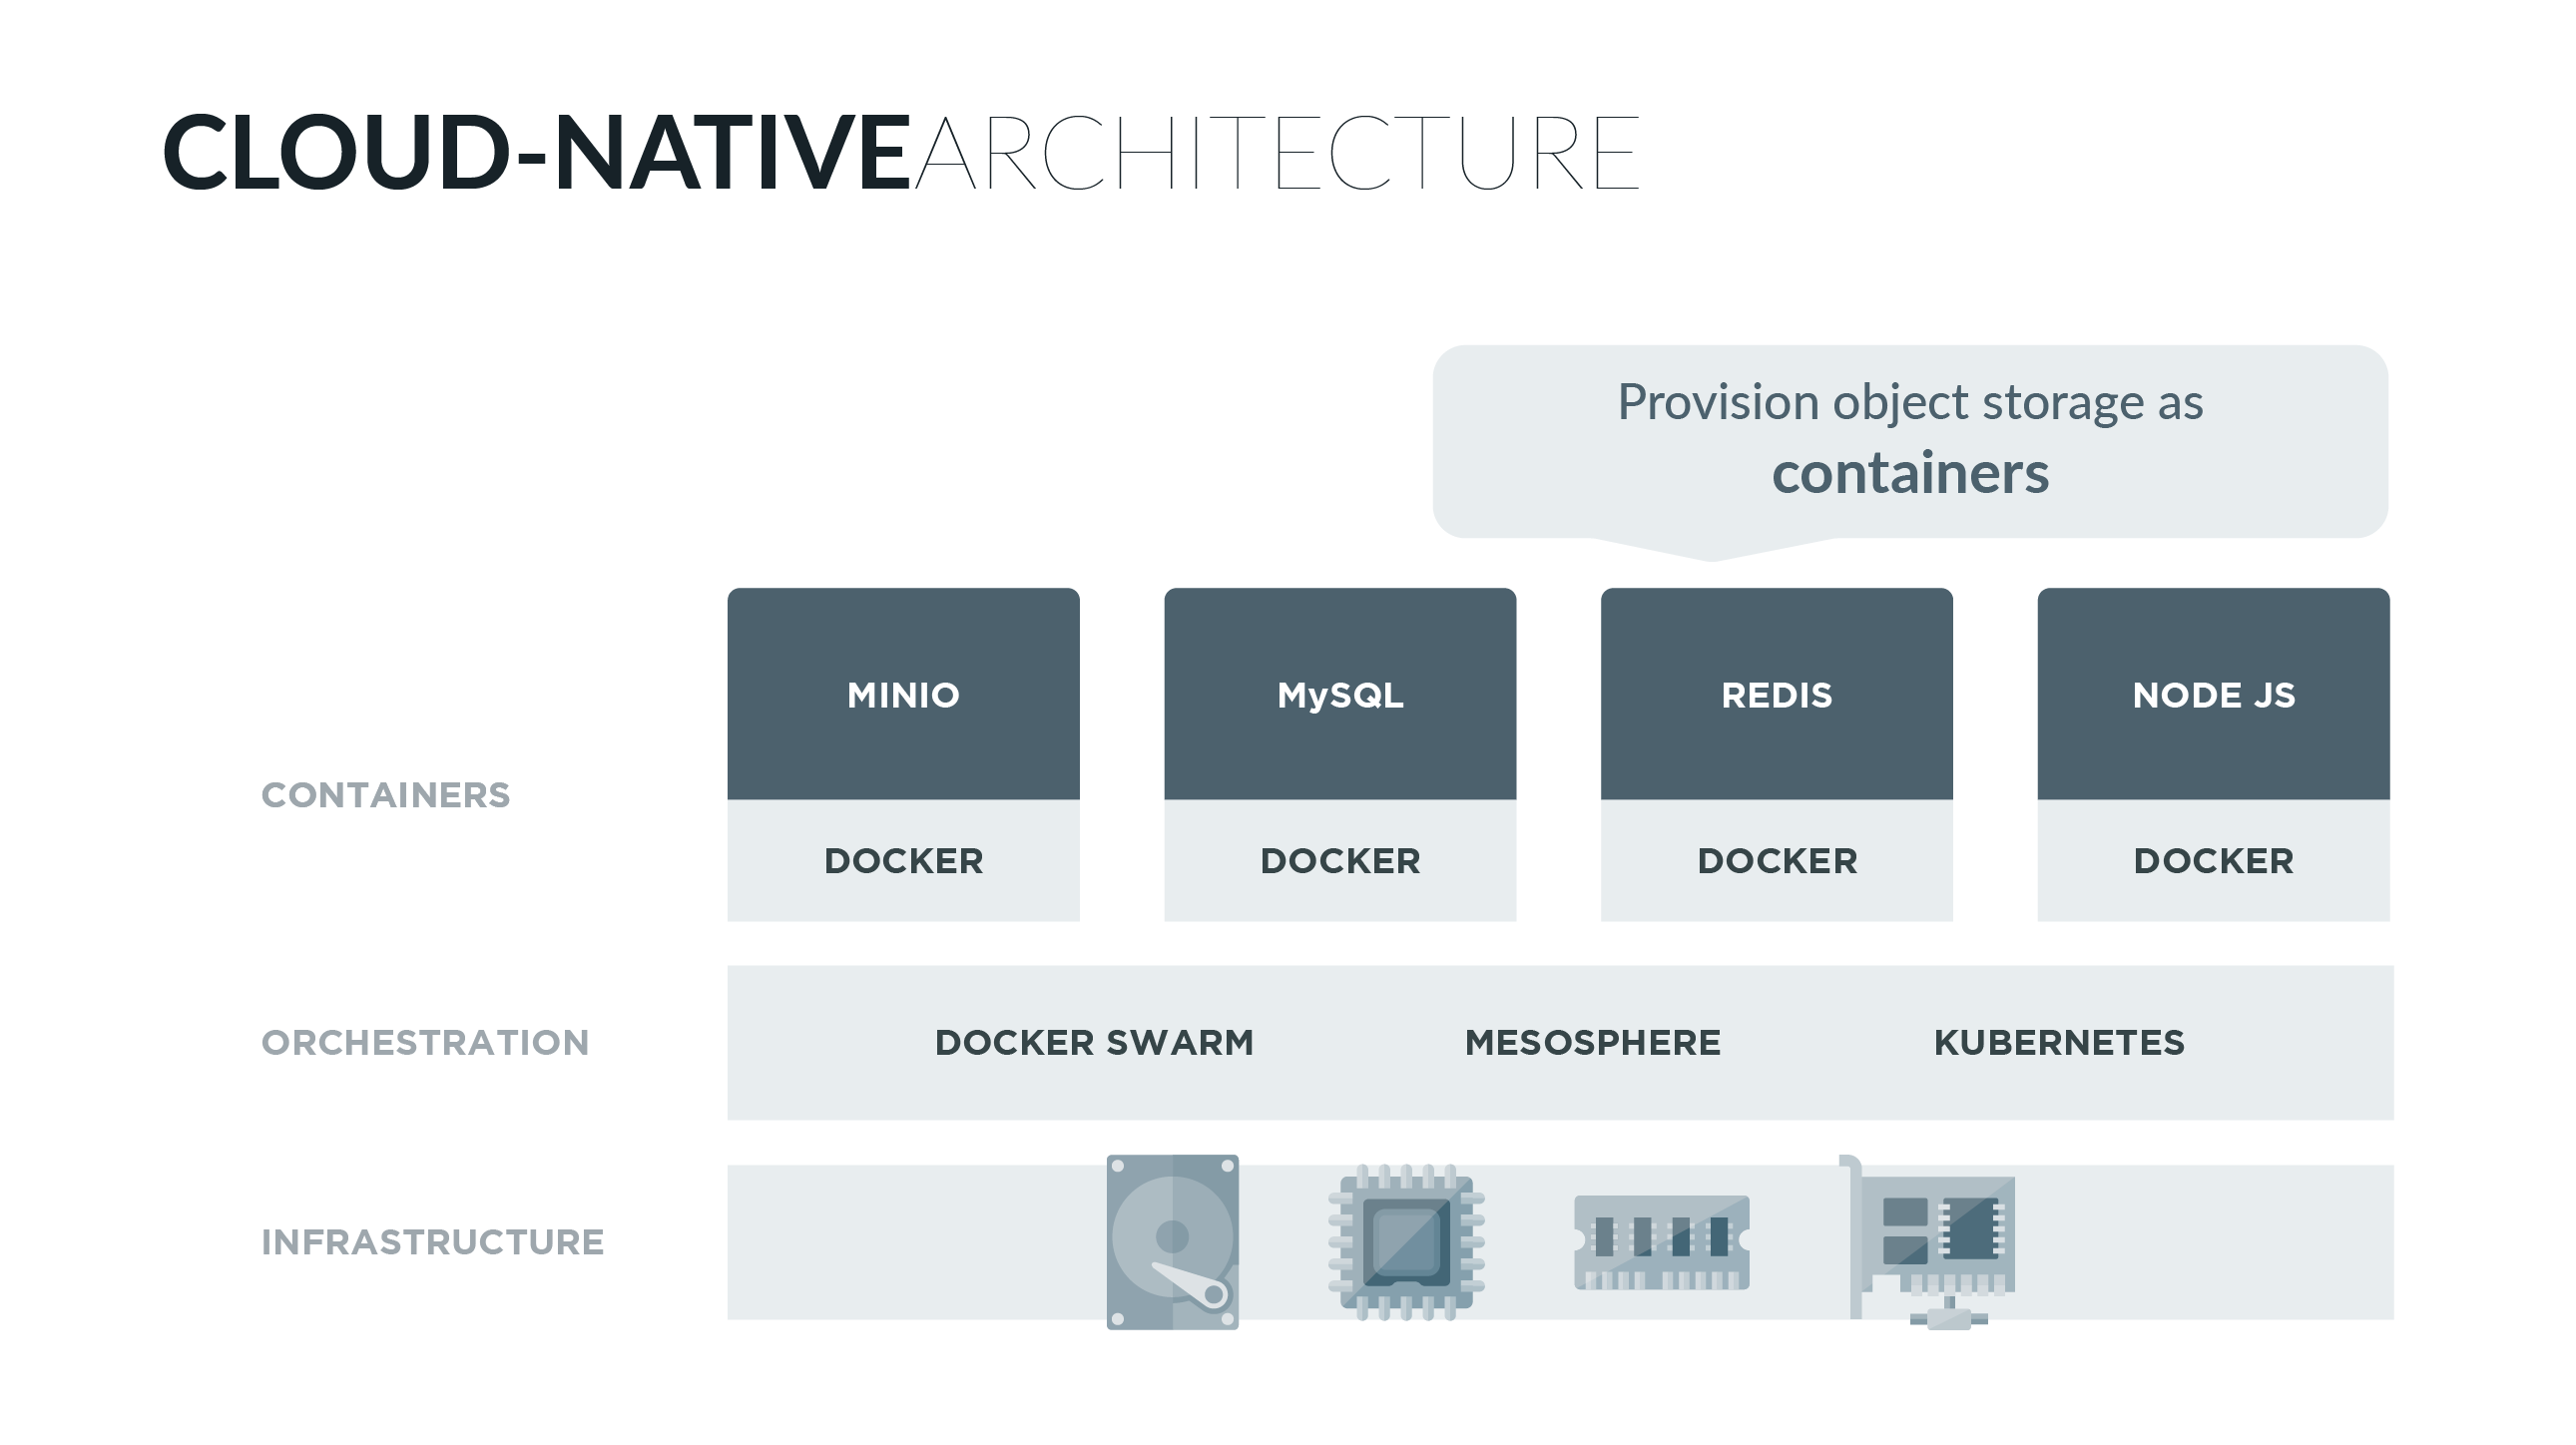 CLOUD-NATIVEARCHITECTURE
Provision object storage as
containers
MINIO MySQL REDIS NODE JS
CONTAINERS
DOCKER DOCKER DOCKER DOCKER
ORCHESTRATION DOCKER SWARM MESOSPHERE KUBERNETES
INFRASTRUCTURE